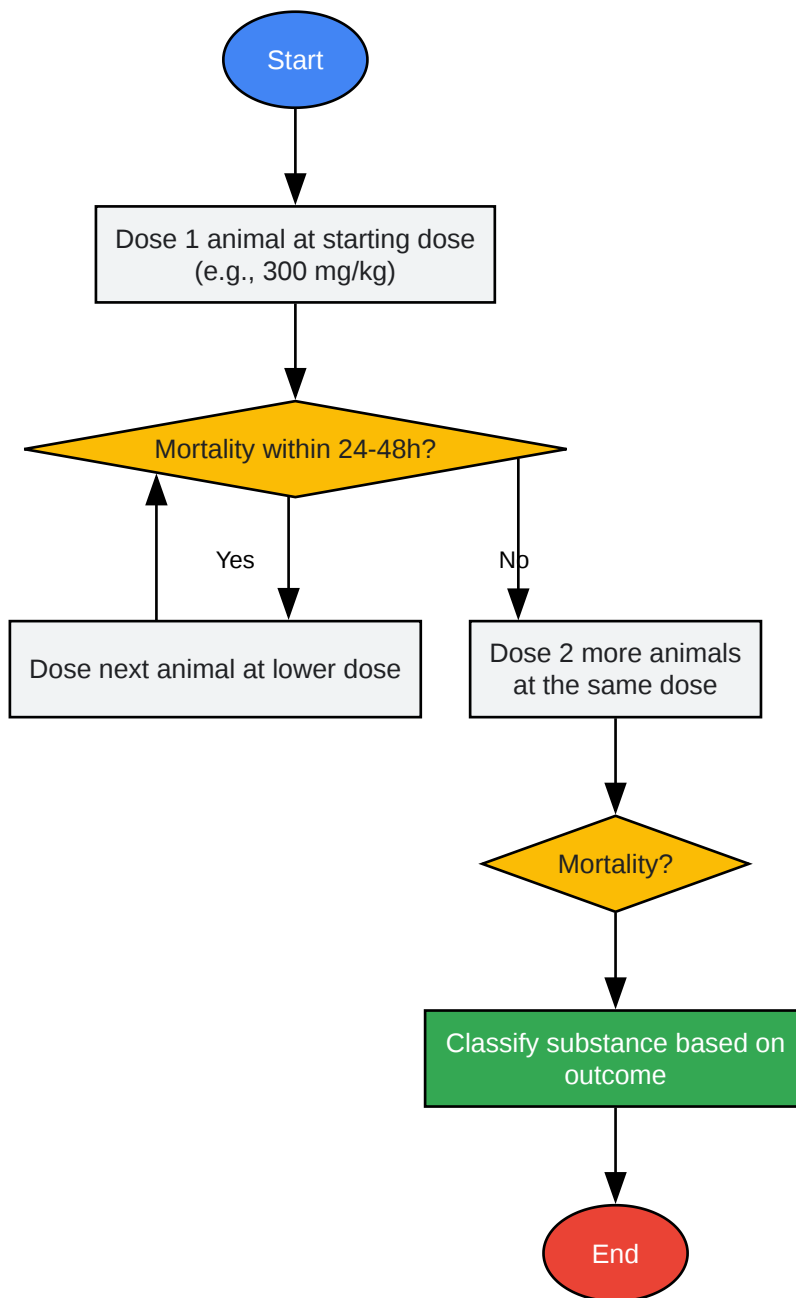 Start
Dose 1 animal at starting dose
(e.g., 300 mg/kg)
Mortality within 24-48h?
Yes
No
Dose next animal at lower dose
Dose 2 more animals
at the same dose
Mortality?
Classify substance based on
outcome
End